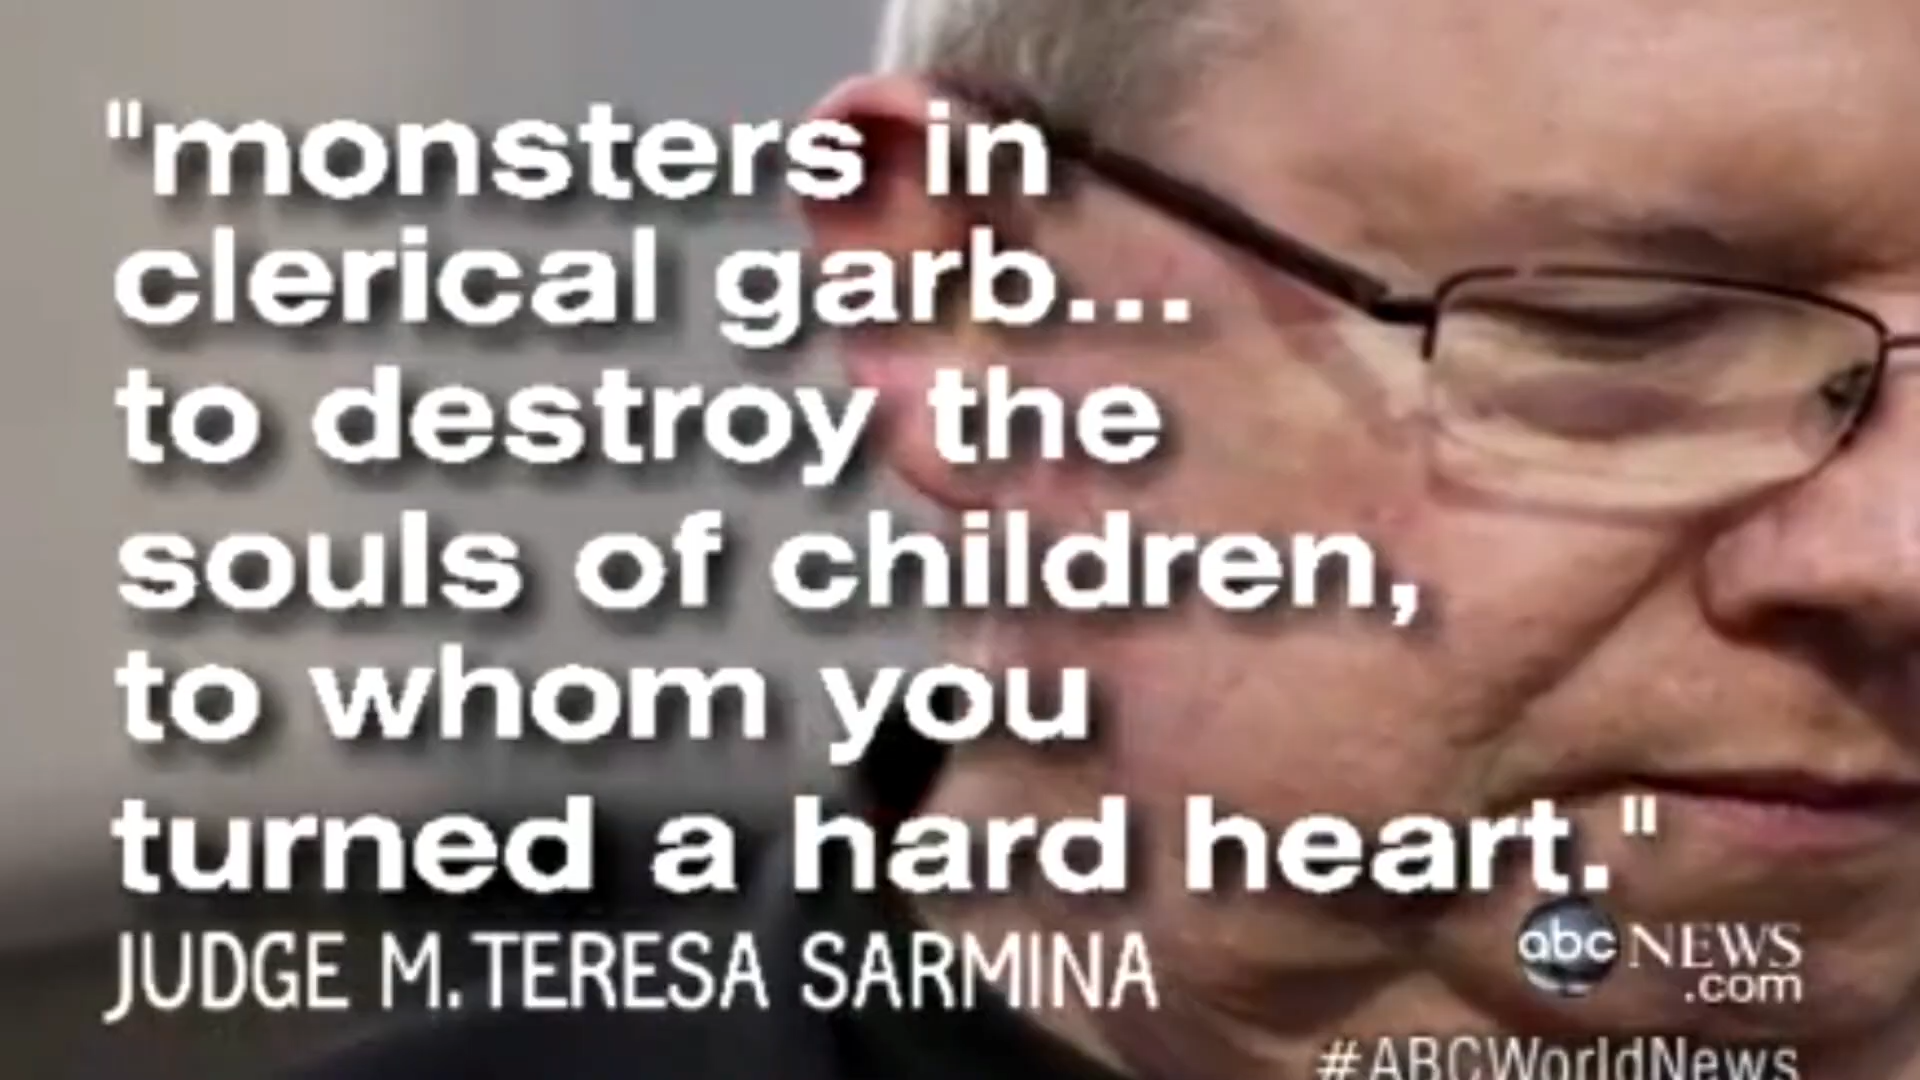 "monsters in
clerical garb...
to destroy the
souls of children,
to whom you
turned a hard heart."
JUDGE M. TERESA SARMINA
abc NEWS
.com
#ABCWorldNews